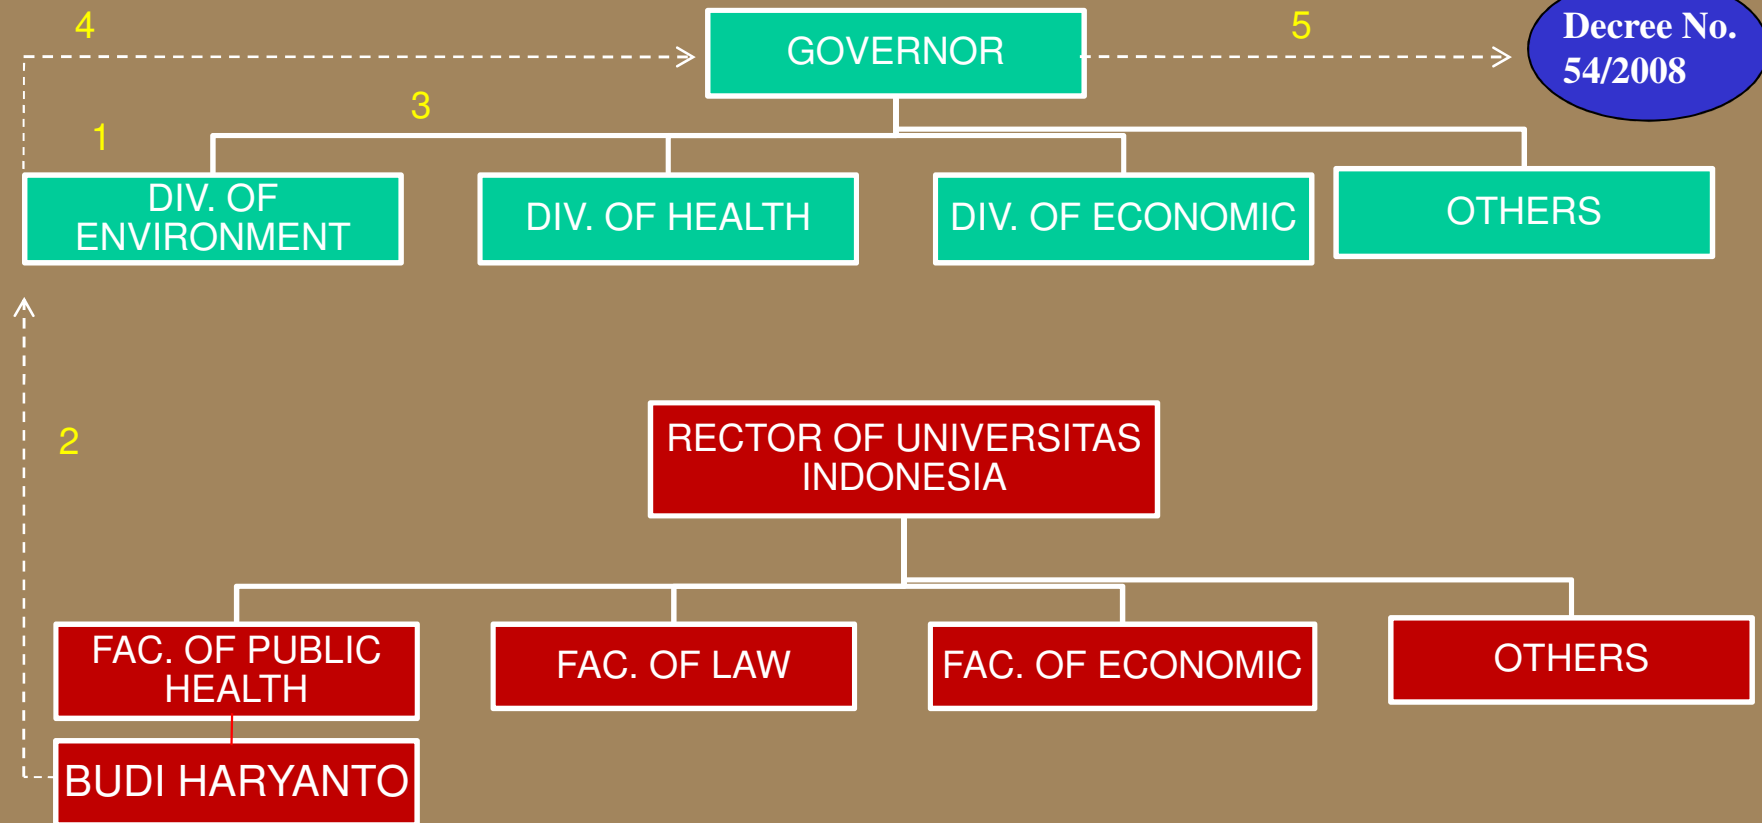 4
5
Decree No.
54/2008
GOVERNOR
3
1
DIV. OF
ENVIRONMENT
DIV. OF HEALTH
DIV. OF ECONOMIC
OTHERS
2
RECTOR OF UNIVERSITAS
INDONESIA
FAC. OF PUBLIC
HEALTH
FAC. OF LAW
FAC. OF ECONOMIC
OTHERS
BUDI HARYANTO